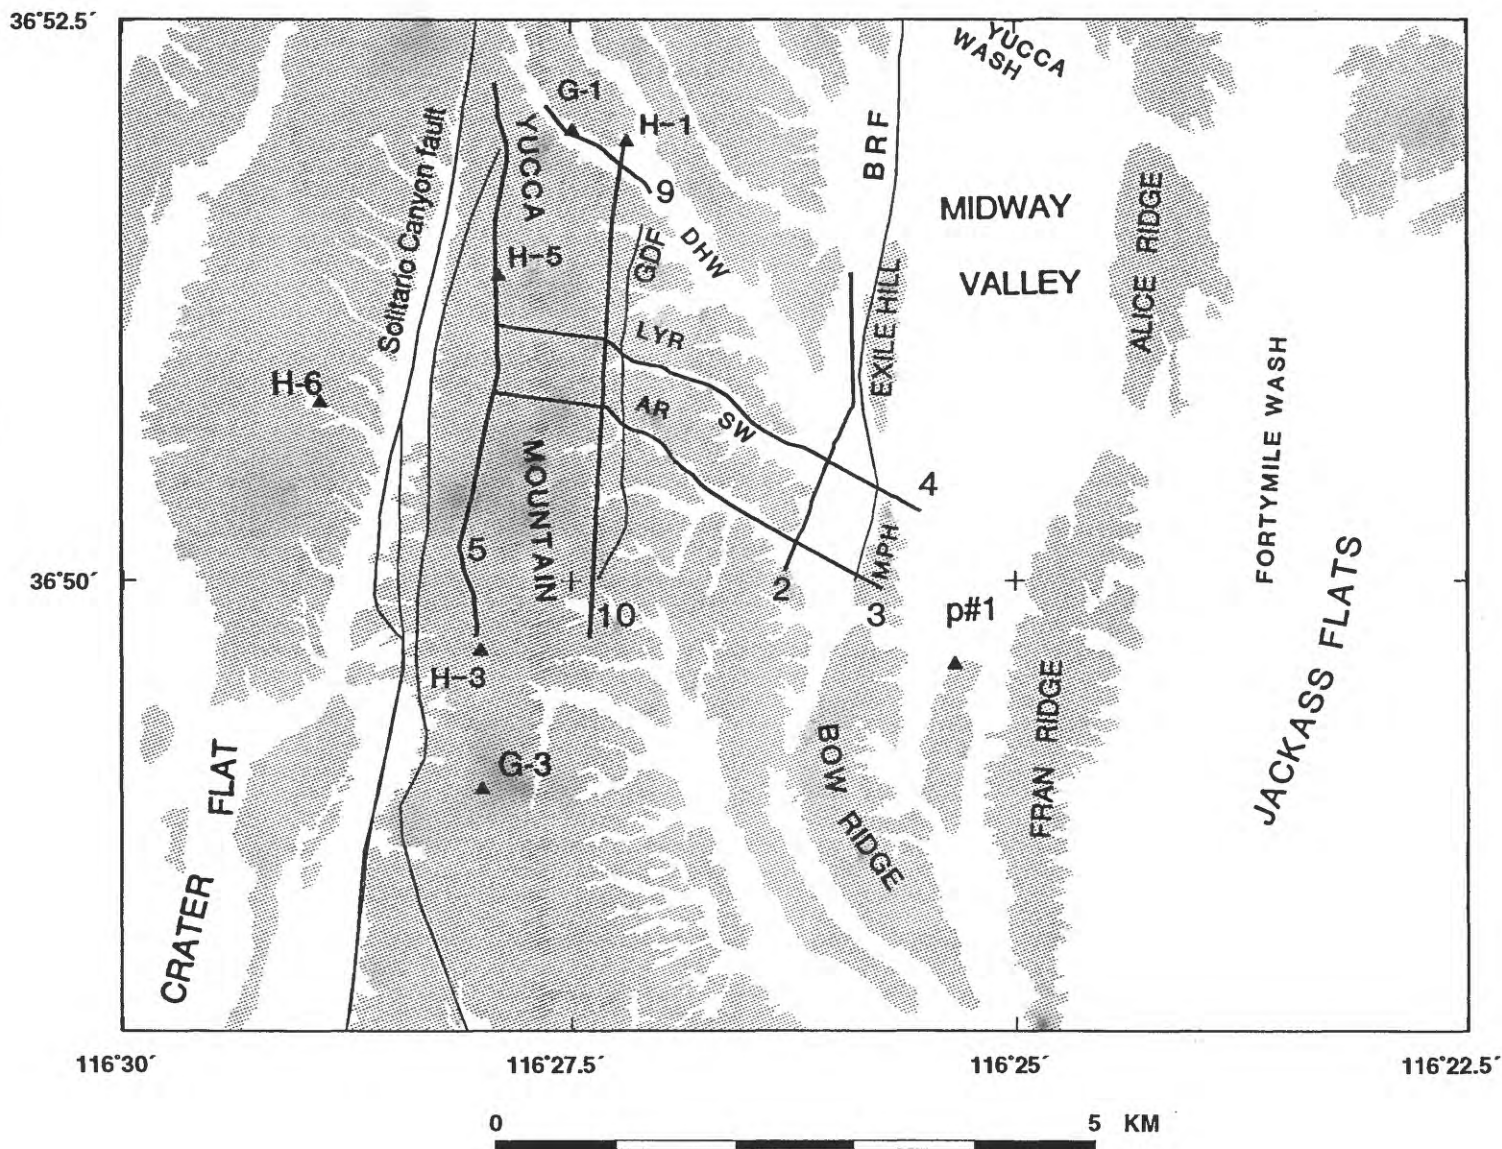 36°52.5´
YUCCA
WASH
G-1
H-1
YUCCA
BRF
Solitario Canyon fault
9
MIDWAY
ALICE RIDGE
DHW
GDF
H-5
VALLEY
EXILE HILL
LYR
H-6
AR
SW
FORTYMILE WASH
MOUNTAIN
4
5
MPH
36°50´
2
10
3
p#1
H-3
JACKASS FLATS
FRAN RIDGE
BOW RIDGE
G-3
CRATER FLAT
116°30´
116°27.5´
116°25´
116°22.5´
0
5 KM